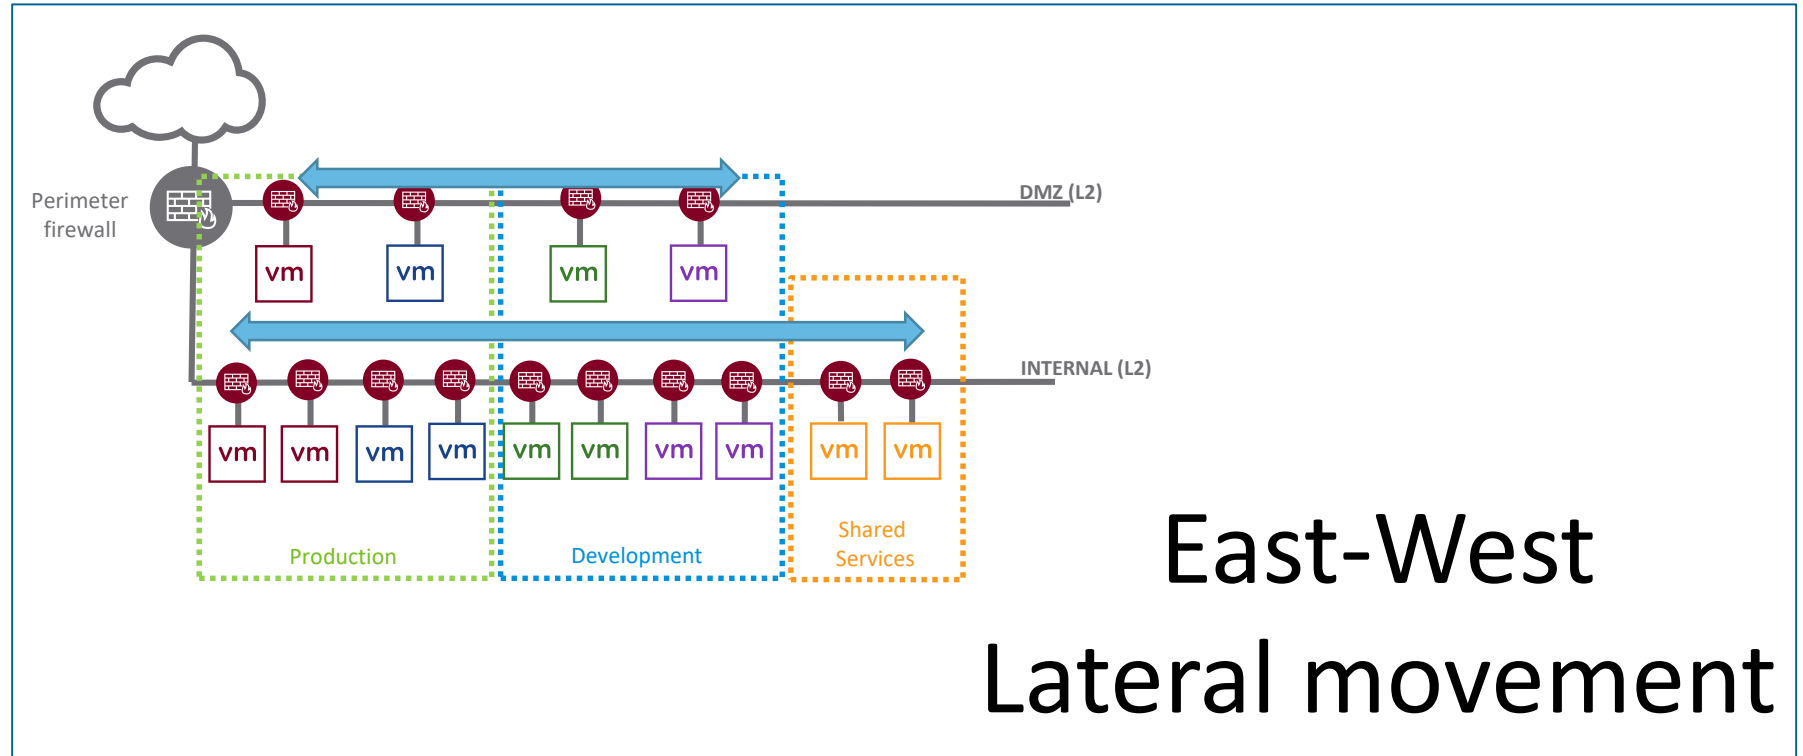 Perimeter
firewall
DMZ (L2)
vm vm vm vm
INTERNAL (L2)
vm vm vm vm vm vm vm vm vm vm
Production
Development
Shared
Services
East-West
Lateral movement